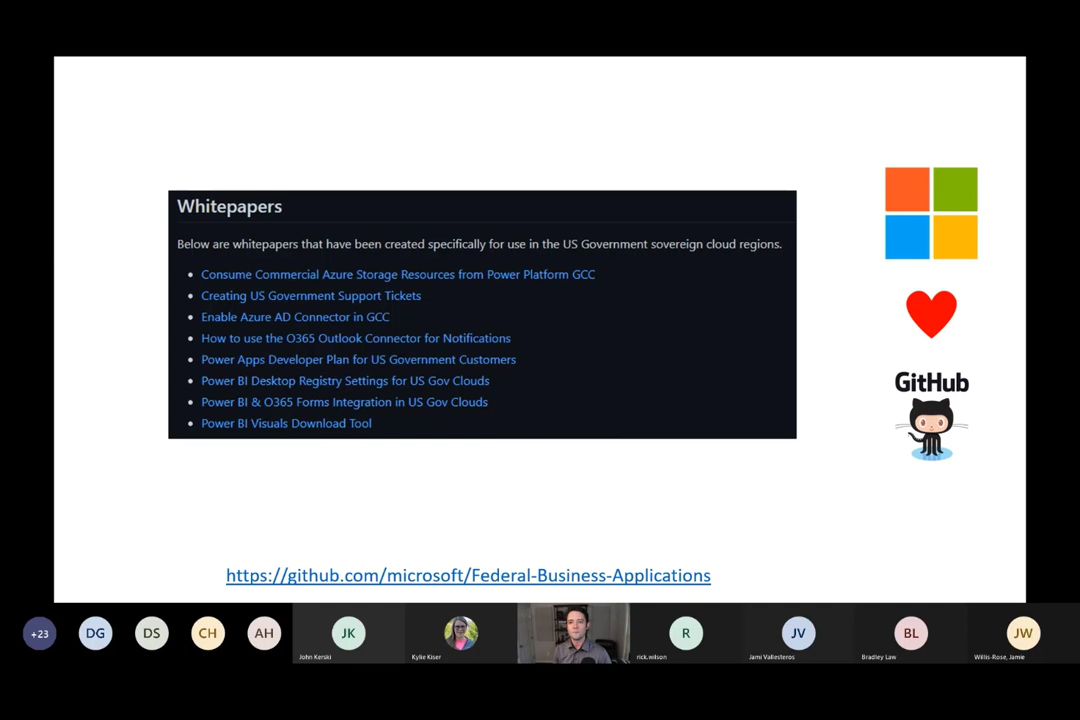 Whitepapers
Below are whitepapers that have been created specifically for use in the US Government sovereign cloud regions.
Consume Commercial Azure Storage Resources from Power Platform GCC
Creating US Government Support Tickets
Enable Azure AD Connector in GCC
How to use the O365 Outlook Connector for Notifications
Power Apps Developer Plan for US Government Customers
Power BI Desktop Registry Settings for US Gov Clouds
Power BI & O365 Forms Integration in US Gov Clouds
Power BI Visuals Download Tool
GitHub
https://github.com/microsoft/Federal-Business-Applications
+23
DG
DS
CH
AH
JK
R
JV
BL
JW
John Kerski
Kylie Kiser
rick.wilson
Jami Vallesteros
Bradley Law
Willis-Rose, Jamie